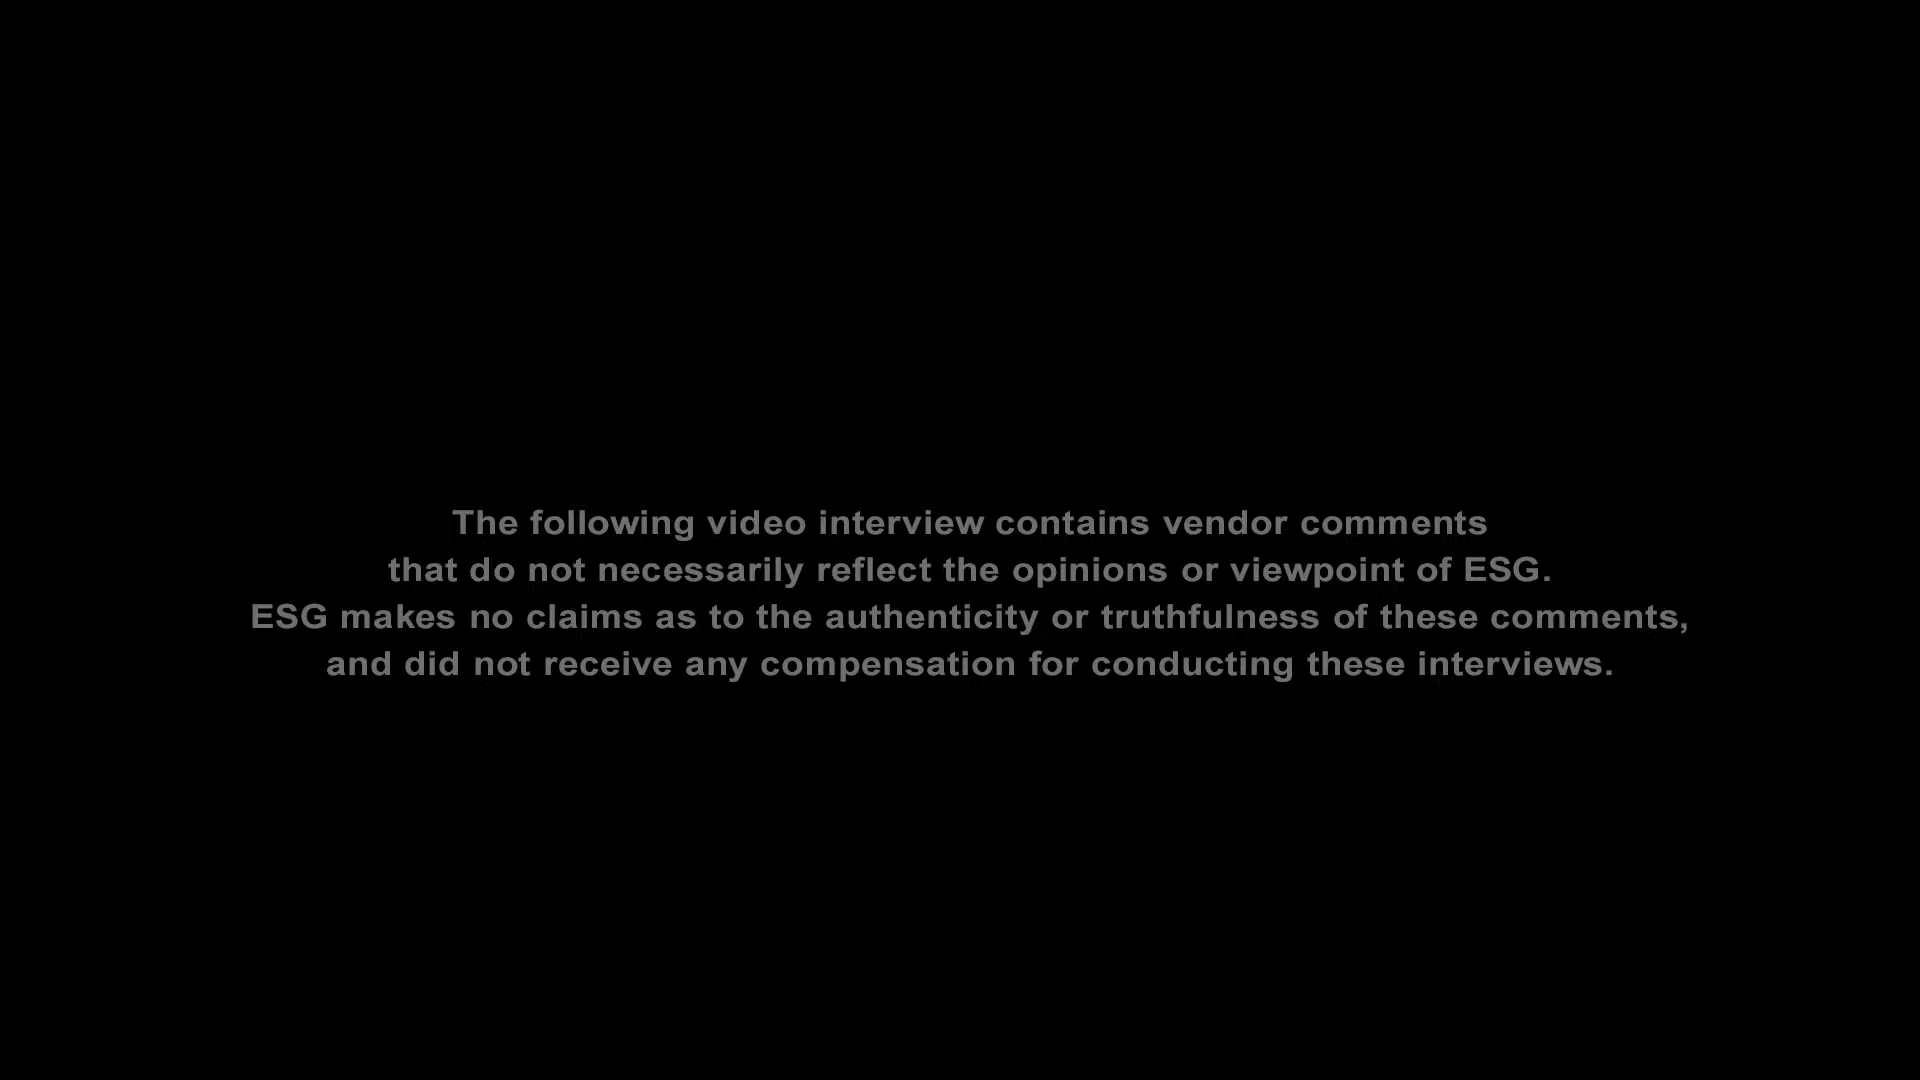 The following video interview contains vendor comments
that do not necessarily reflect the opinions or viewpoint of ESG.
ESG makes no claims as to the authenticity or truthfulness of these comments,
and did not receive any compensation for conducting these interviews.